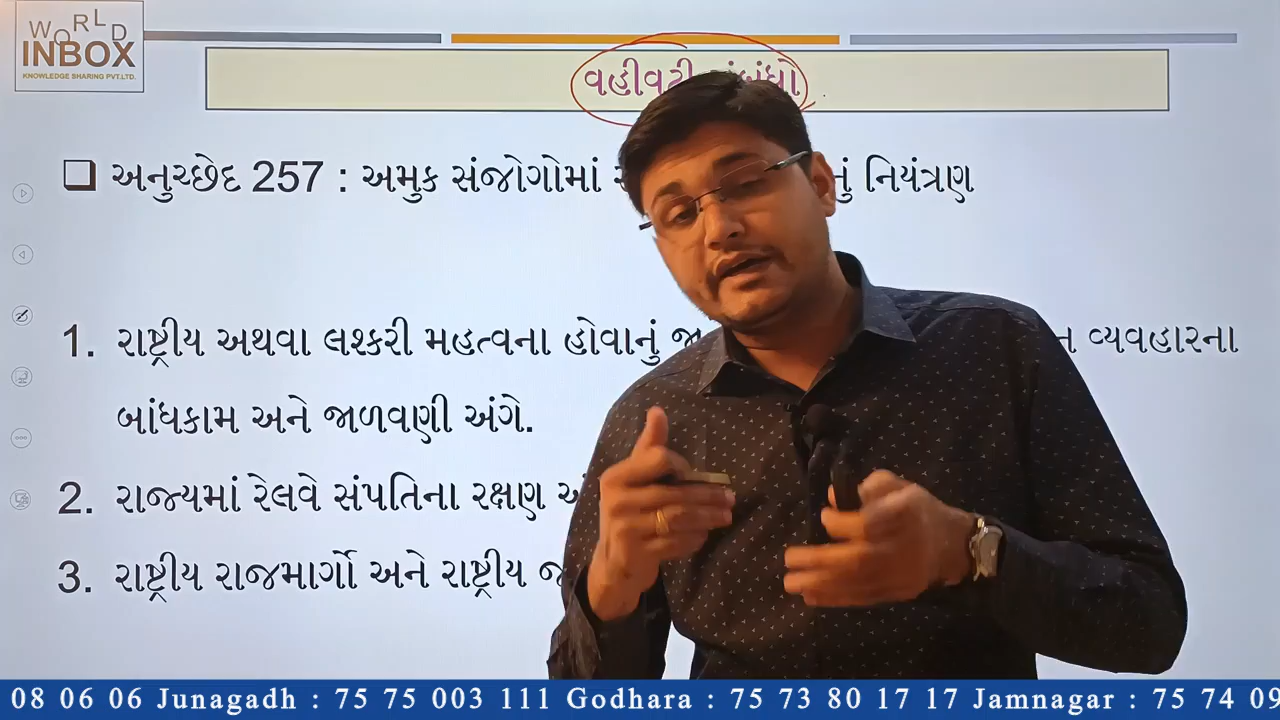 WORLD
INBOX
KNOWLEDGE SHARING PVT.LTD.
વહીવટી સંબંધો
અનુચ્છેદ 257 : અમુક સંજોગોમાં નું નિયંત્રણ
1. રાષ્ટ્રીય અથવા લશ્કરી મહત્વના હોવાનું વ્યવહારના
બાંધકામ અને જાળવણી અંગે.
2. રાજ્યમાં રેલવે સંપતિના રક્ષણ
3. રાષ્ટ્રીય રાજમાર્ગો અને રાષ્ટ્રીય
08 06 06 Junagadh : 75 75 003 111 Godhara : 75 73 80 17 17 Jamnagar : 75 74 09